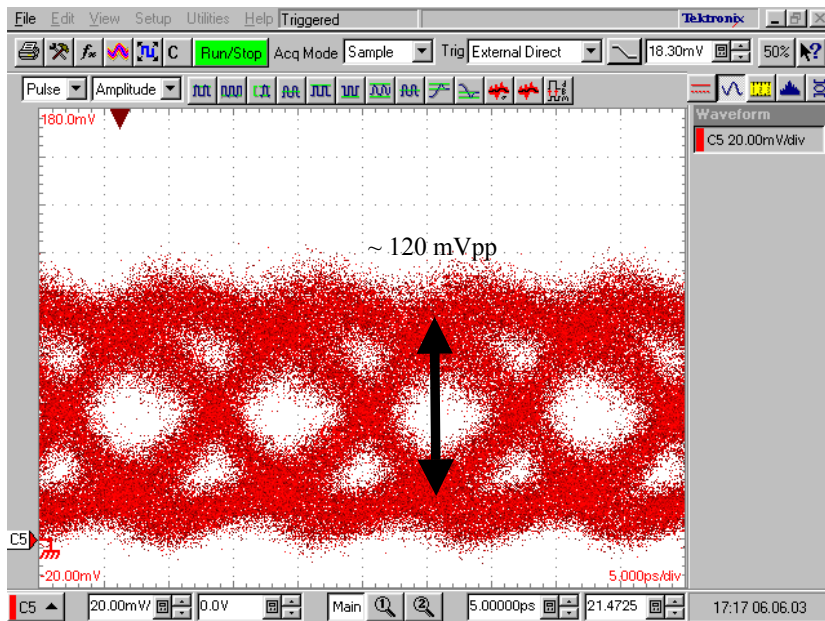 File Edit View Setup Utilities Help Triggered Tektronix
C Run/Stop Acq Mode Sample Trig External Direct 18.30mV 50% ?
Pulse Amplitude
180.0mV
Waveform
C5 20.00mV/div
~ 120 mVpp
C5
-20.00mV 5.000ps/div
C5 20.00mV/ 0.0V Main 1 2 5.00000ps 21.4725 17:17 06.06.03